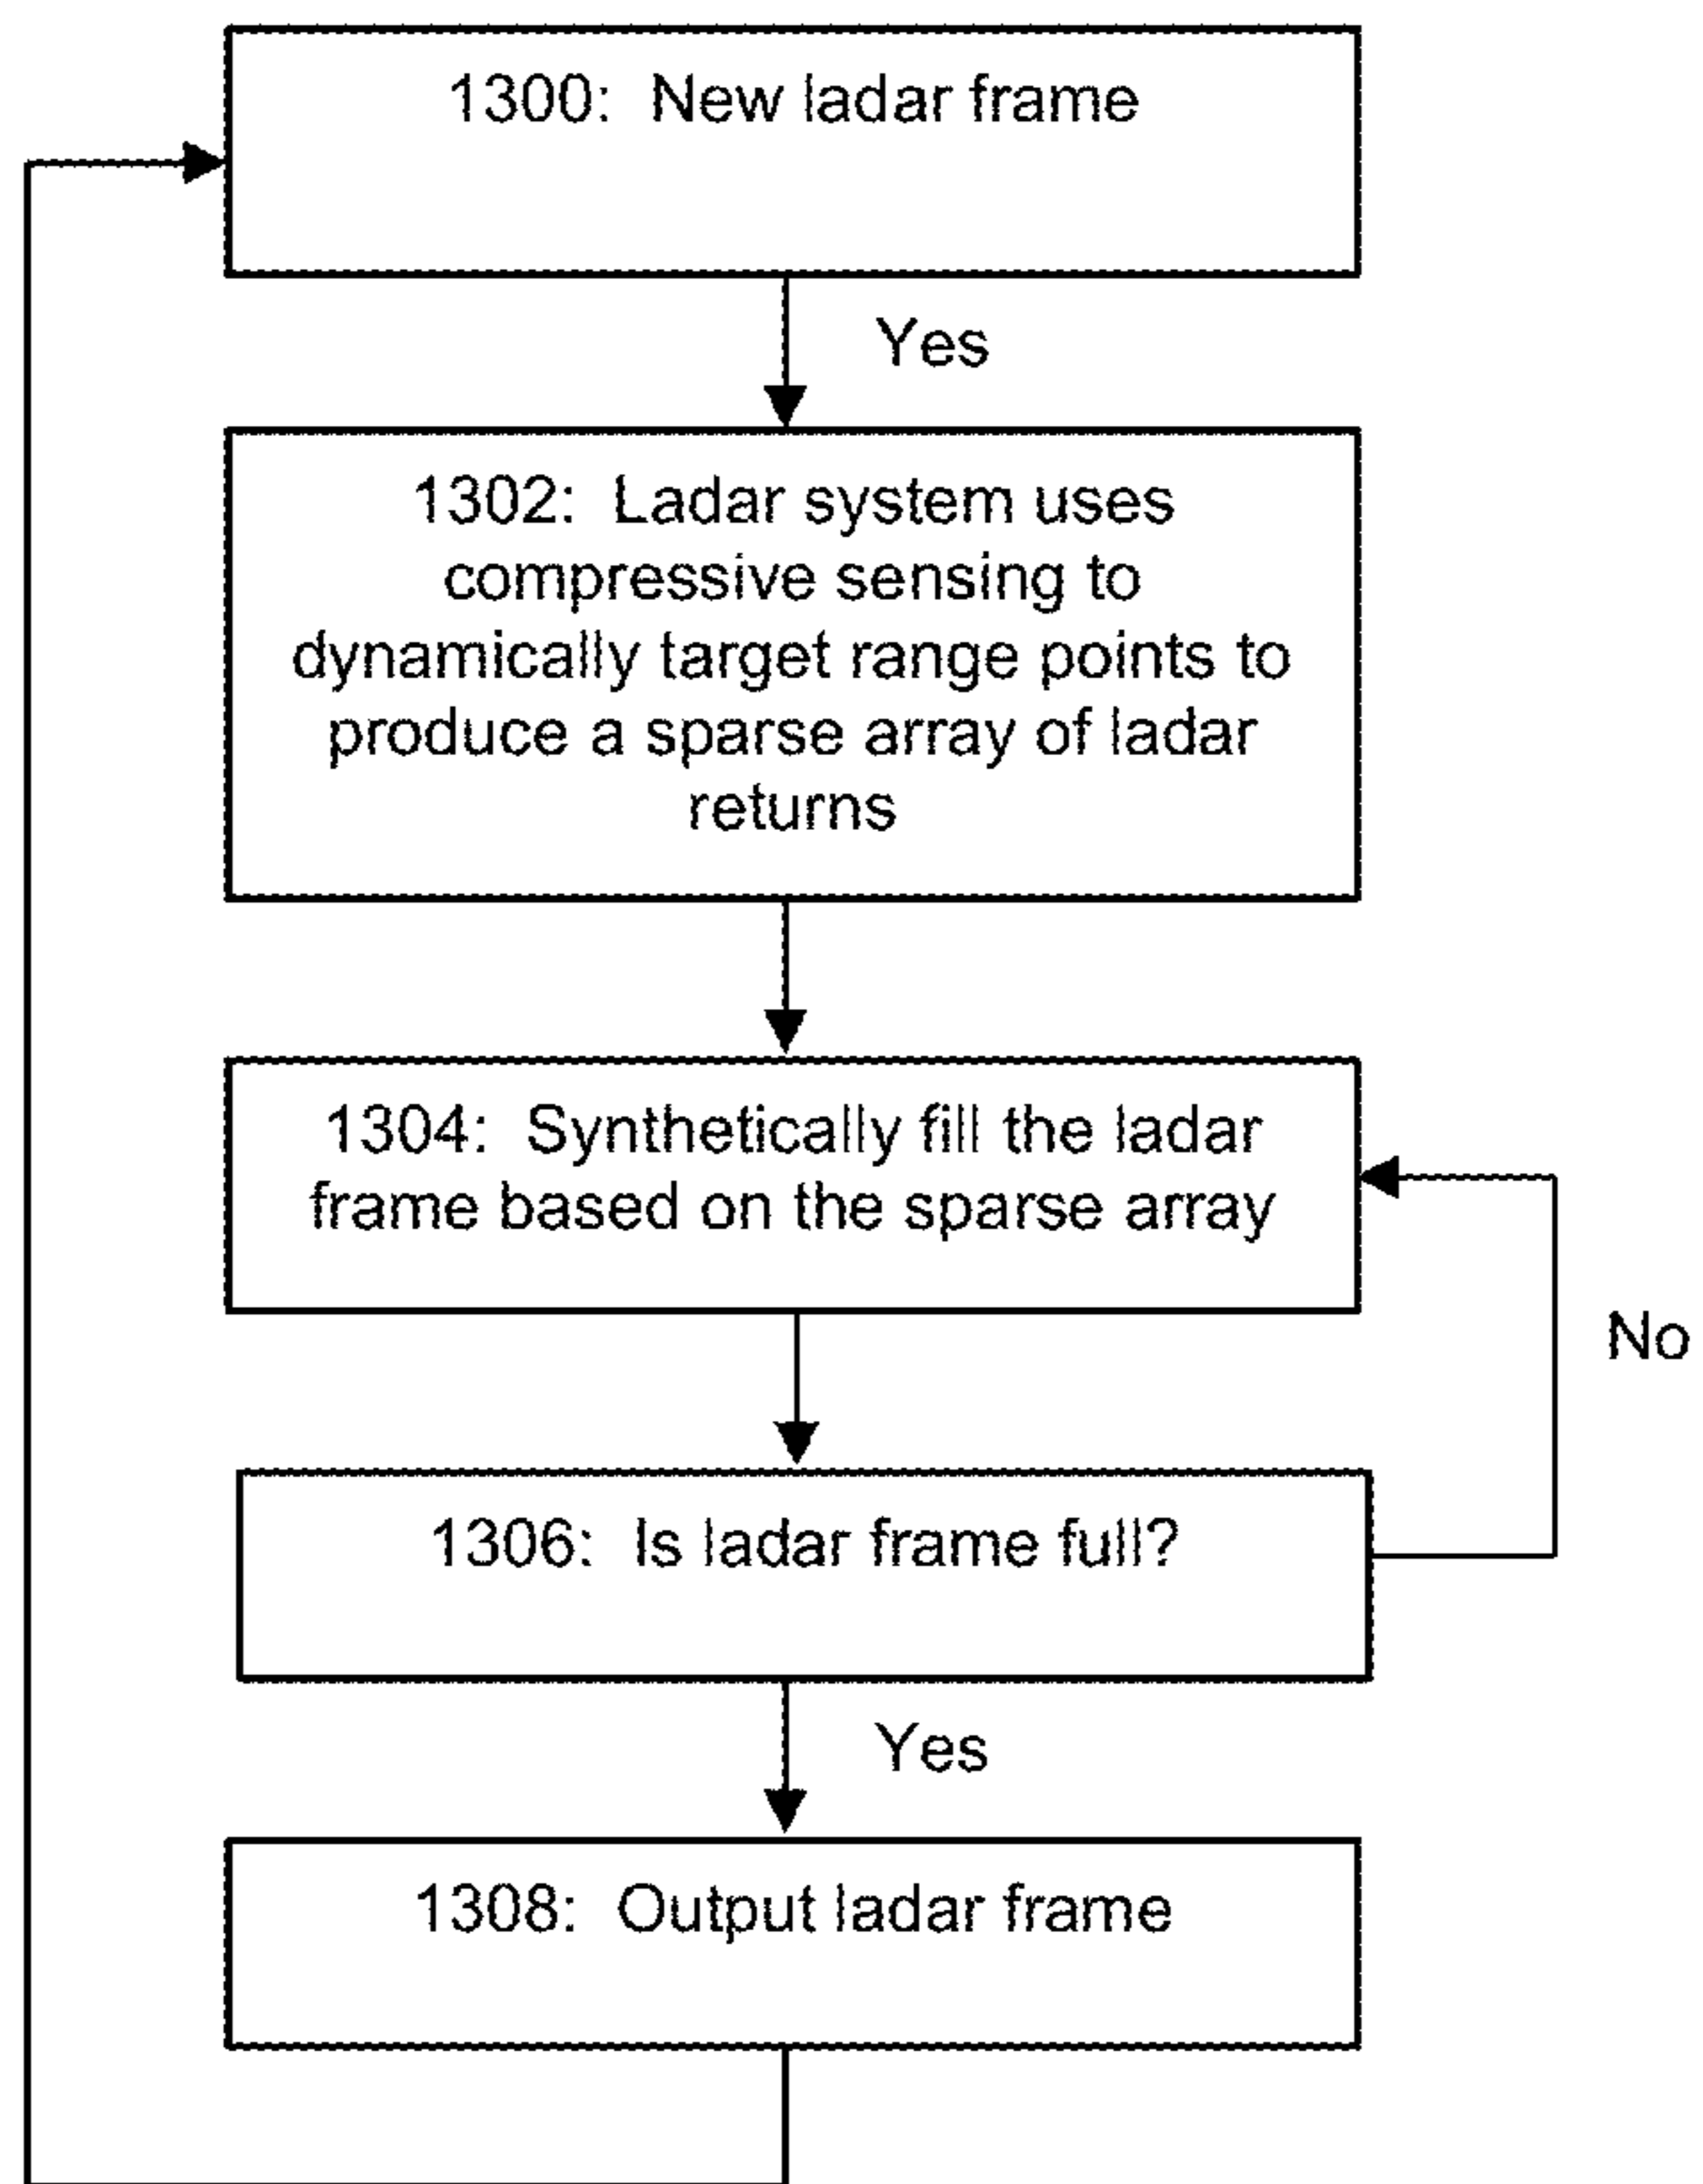 1300: New ladar frame
Yes
1302: Ladar system uses
compressive sensing to
dynamically target range points to
produce a sparse array of ladar
returns
1304: Synthetically fill the ladar
frame based on the sparse array
No
1306: Is ladar frame full?
Yes
1308: Output ladar frame